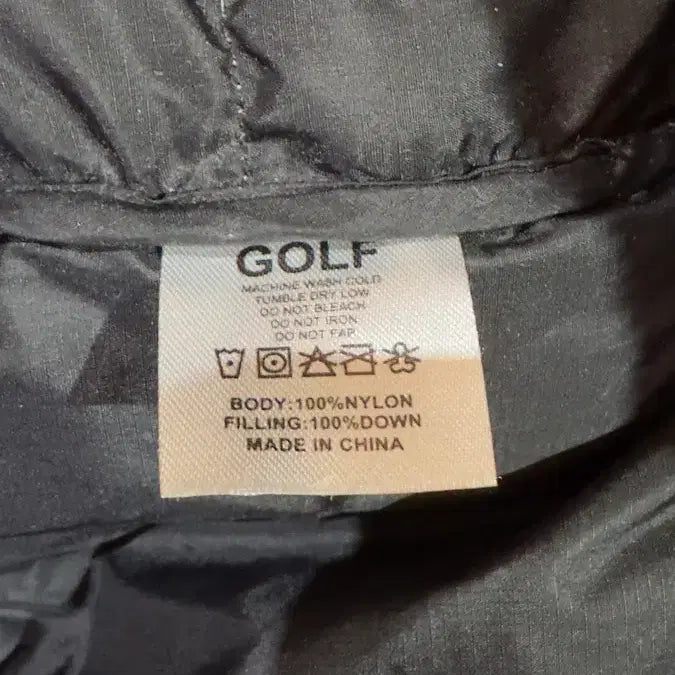 GOLF
MACHINE WASH COLD
TUMBLE DRY LOW
DO NOT BLEACH
DO NOT IRON
DO NOT FAP
BODY:100%NYLON
FILLING:100%DOWN
MADE IN CHINA